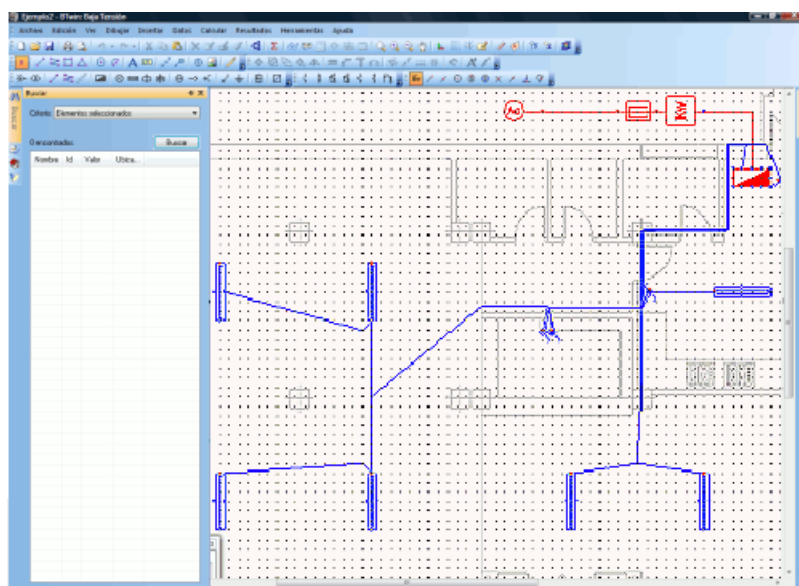 Ejemplo2 - BTwin: Baja Tensión
Archivo Edición Ver Dibujar Insertar Datos Calcular Resultados Herramientas Ayuda
Buscar
Buscar
Criterio: Elementos seleccionados
0 encontrados
Buscar
Nombre Id Valor Ubica...